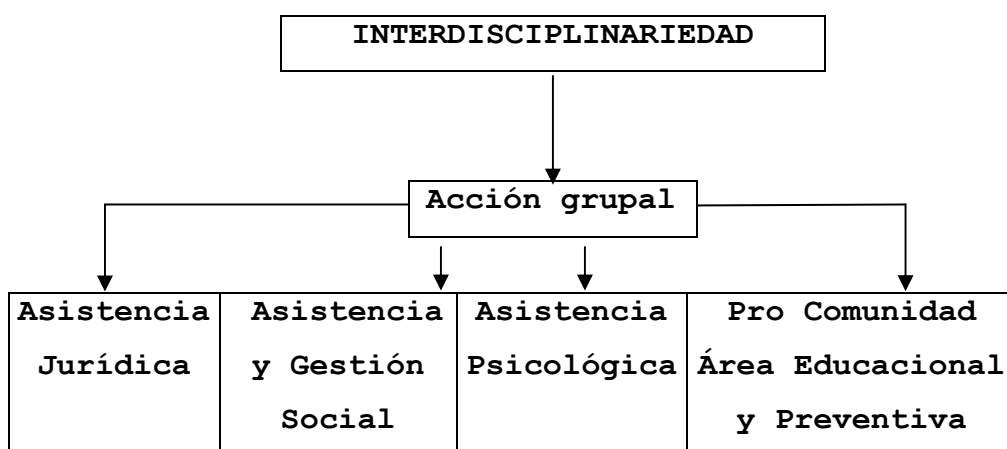 INTERDISCIPLINARIEDAD
Acción grupal
Asistencia
Jurídica
Asistencia
y Gestión
Social
Asistencia
Psicológica
Pro Comunidad
Área Educacional
y Preventiva